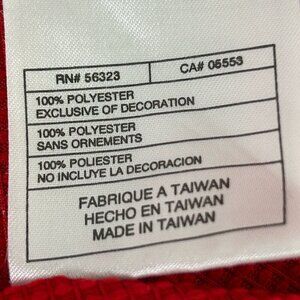 RN# 56323 CA# 05553
100% POLYESTER
EXCLUSIVE OF DECORATION
100% POLYESTER
SANS ORNEMENTS
100% POLIESTER
NO INCLUYE LA DECORACION
FABRIQUE A TAIWAN
HECHO EN TAIWAN
MADE IN TAIWAN